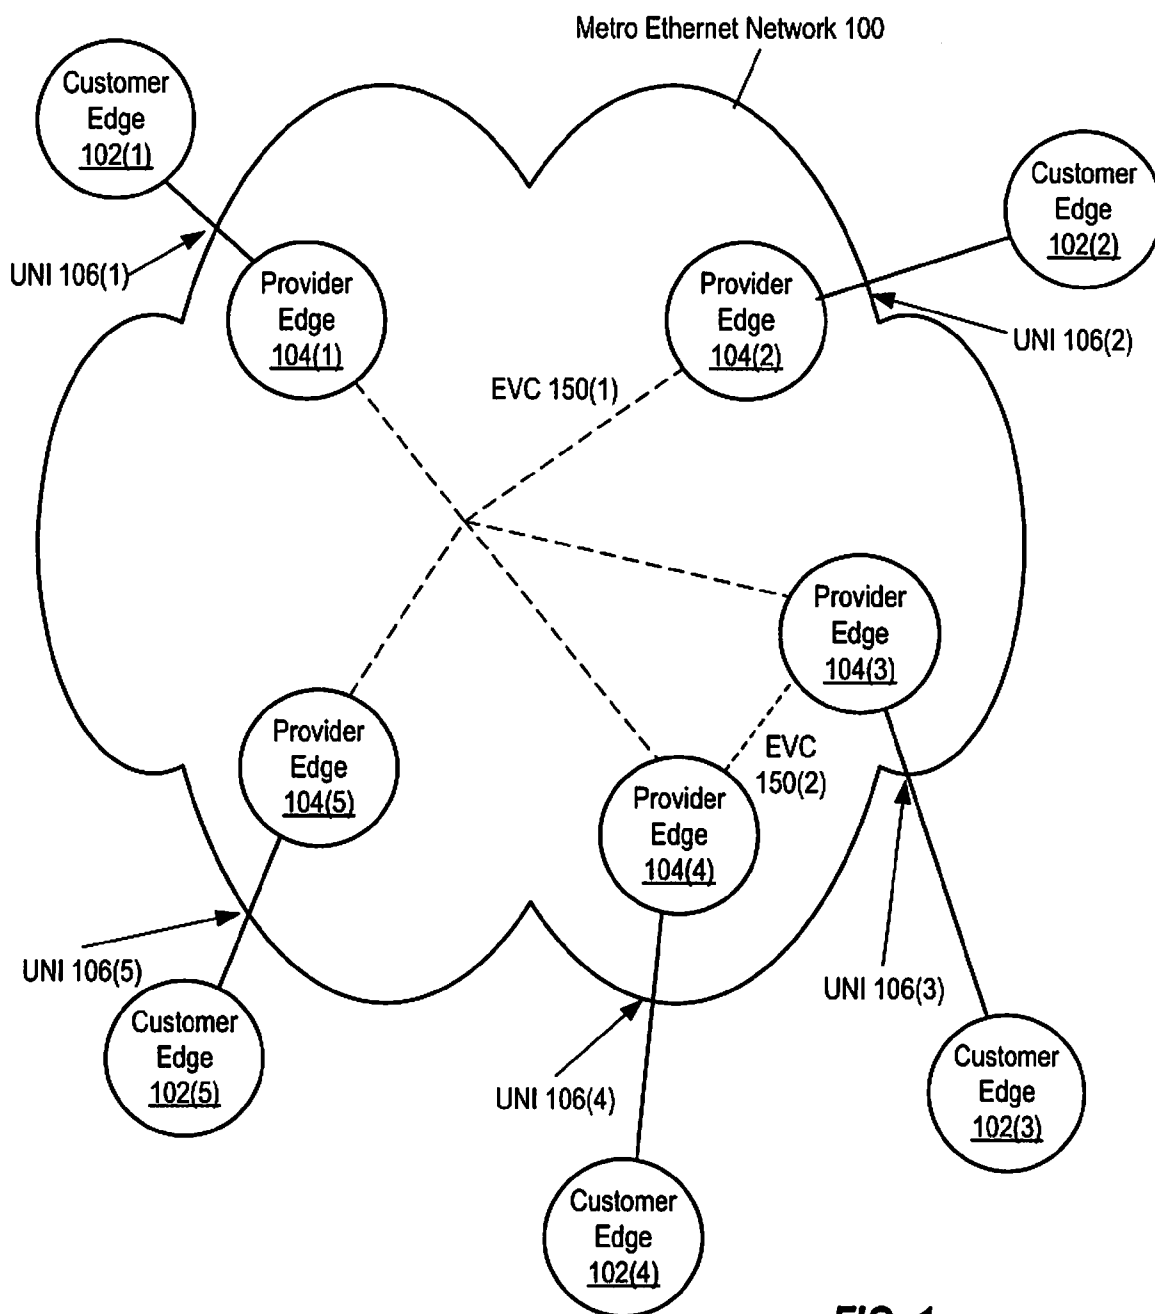 Metro Ethernet Network 100
Customer
Edge
102(1)
Customer
Edge
102(2)
UNI 106(1)
Provider
Edge
104(1)
Provider
Edge
104(2)
UNI 106(2)
EVC 150(1)
Provider
Edge
104(3)
EVC
150(2)
Provider
Edge
104(5)
Provider
Edge
104(4)
UNI 106(5)
UNI 106(3)
Customer
Edge
102(5)
UNI 106(4)
Customer
Edge
102(3)
Customer
Edge
102(4)
FIG. 1